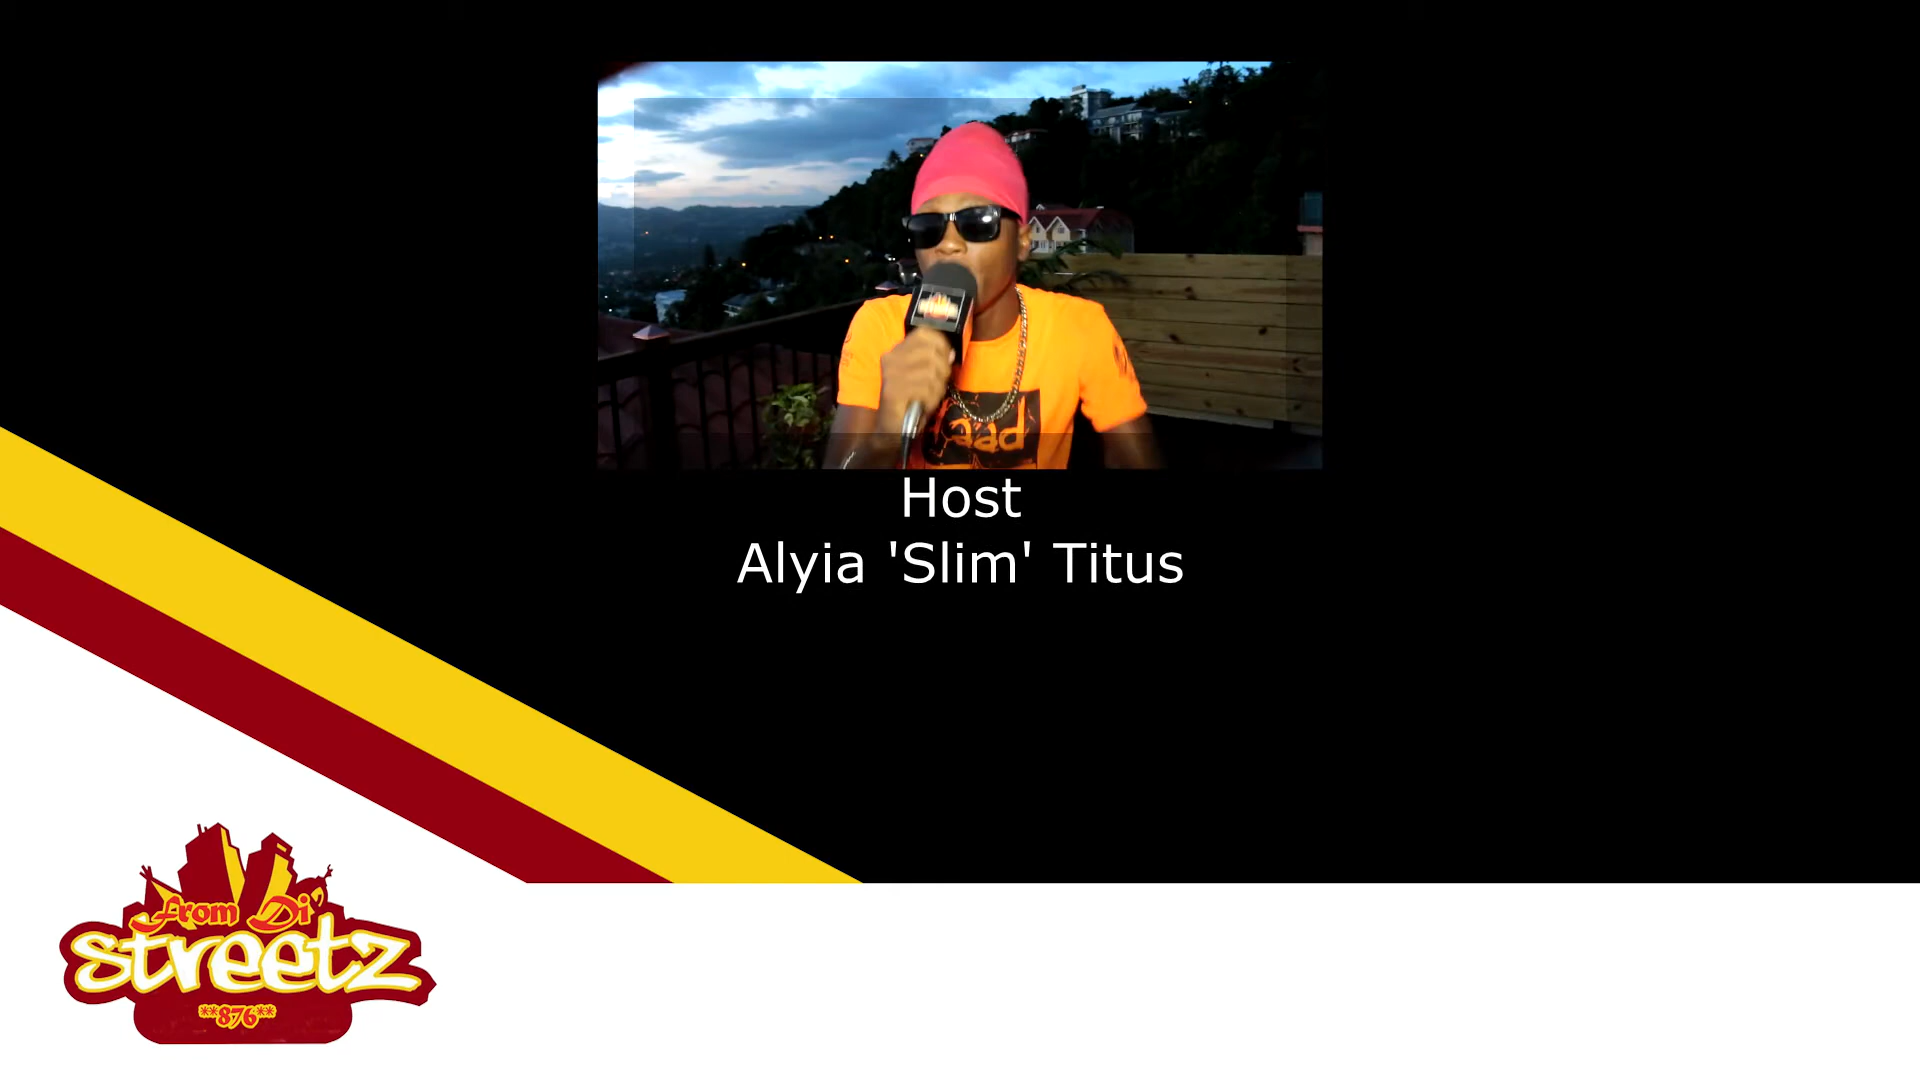 Host
Alyia 'Slim' Titus
From Di
Streetz
**876**